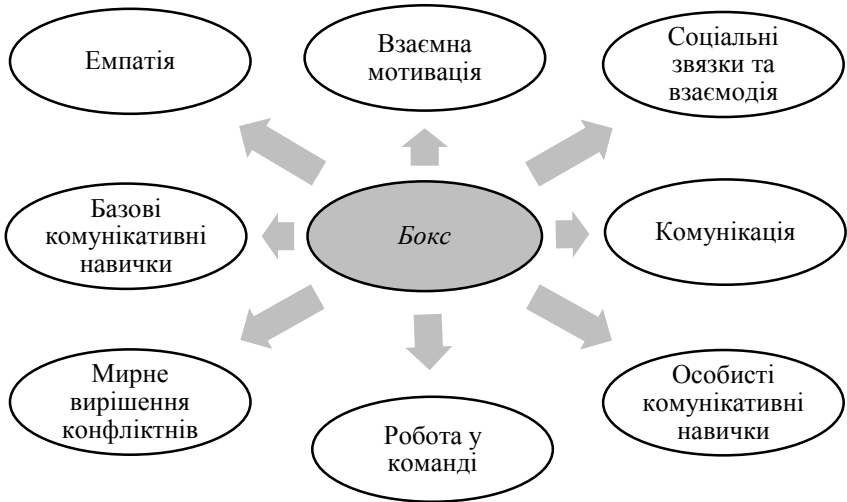 Емпатія
Взаємна
мотивація
Соціальні
звязки та
взаємодія
Базові
комунікативні
навички
Бокс
Комунікація
Мирне
вирішення
конфліктнів
Робота у
команді
Особисті
комунікативні
навички